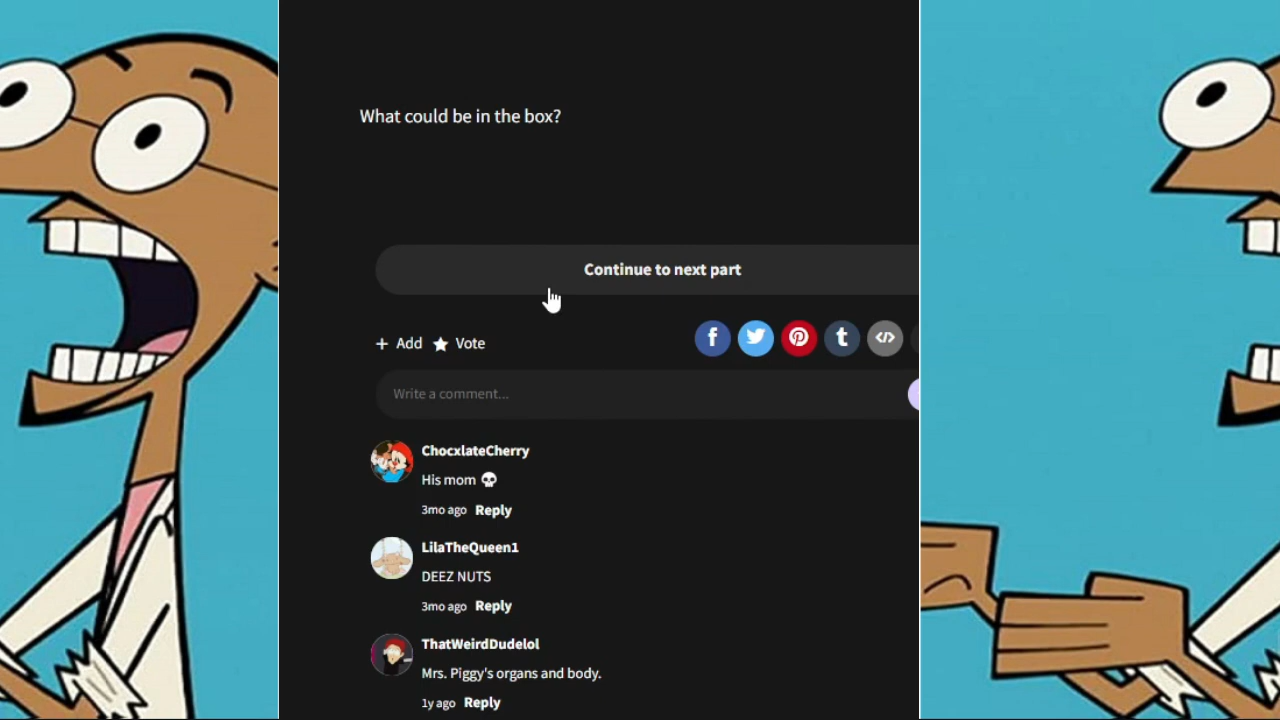 What could be in the box?
Continue to next part
+ Add ★ Vote
f t </>
Write a comment...
ChocxlateCherry
His mom 💀
3mo ago Reply
LilaTheQueen1
DEEZ NUTS
3mo ago Reply
ThatWeirdDudelol
Mrs. Piggy's organs and body.
1y ago Reply